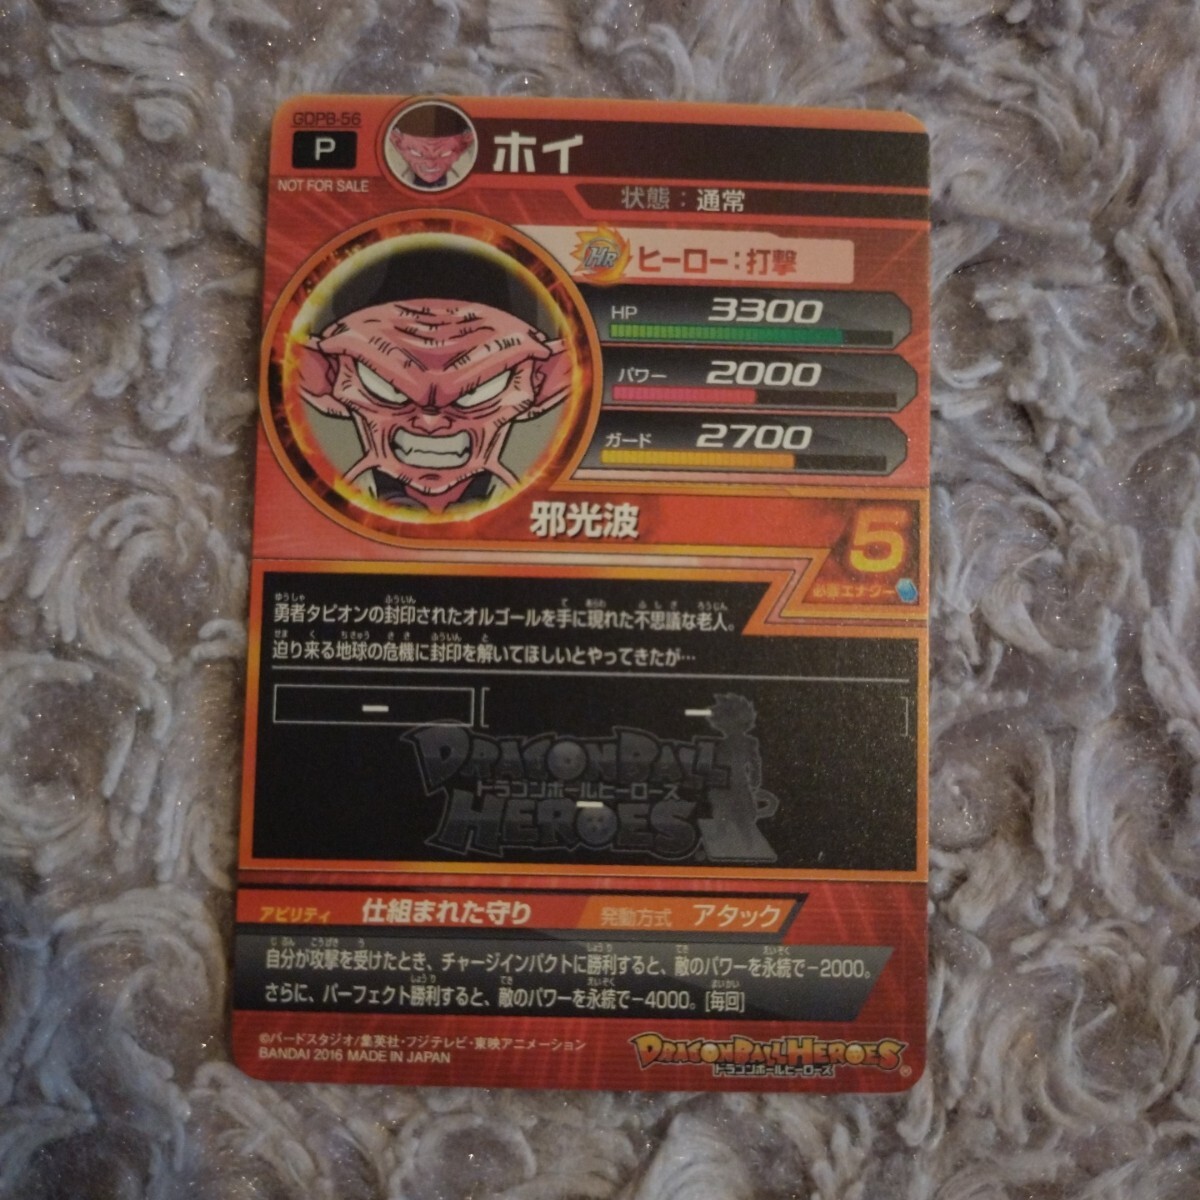 GDPB-56
P
NOT FOR SALE
ホイ
状態：通常
HR ヒーロー：打撃
HP 3300
パワー 2000
ガード 2700
邪光波
5
必要エナジー
勇者タピオンの封印されたオルゴールを手に現れた不思議な老人。
迫り来る地球の危機に封印を解いてほしいとやってきたが…
ー ー
DRAGONBALL
ドラゴンボールヒーローズ
HEROES
ー
アビリティ 仕組まれた守り 発動方式 アタック
自分が攻撃を受けたとき、チャージインパクトに勝利すると、敵のパワーを永続で-2000。
さらに、パーフェクト勝利すると、敵のパワーを永続で-4000。[毎回]
©バードスタジオ/集英社・フジテレビ・東映アニメーション
BANDAI 2016 MADE IN JAPAN
DRAGONBALL HEROES
ドラゴンボールヒーローズ